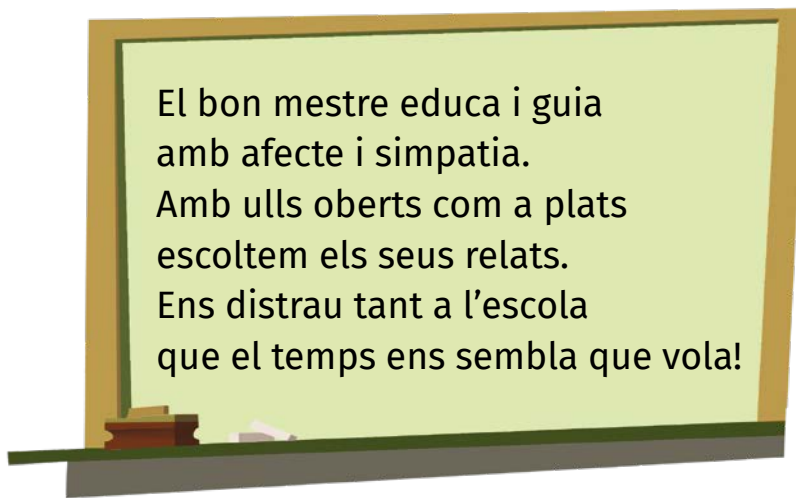 El bon mestre educa i guia
amb afecte i simpatia.
Amb ulls oberts com a plats
escoltem els seus relats.
Ens distrau tant a l’escola
que el temps ens sembla que vola!